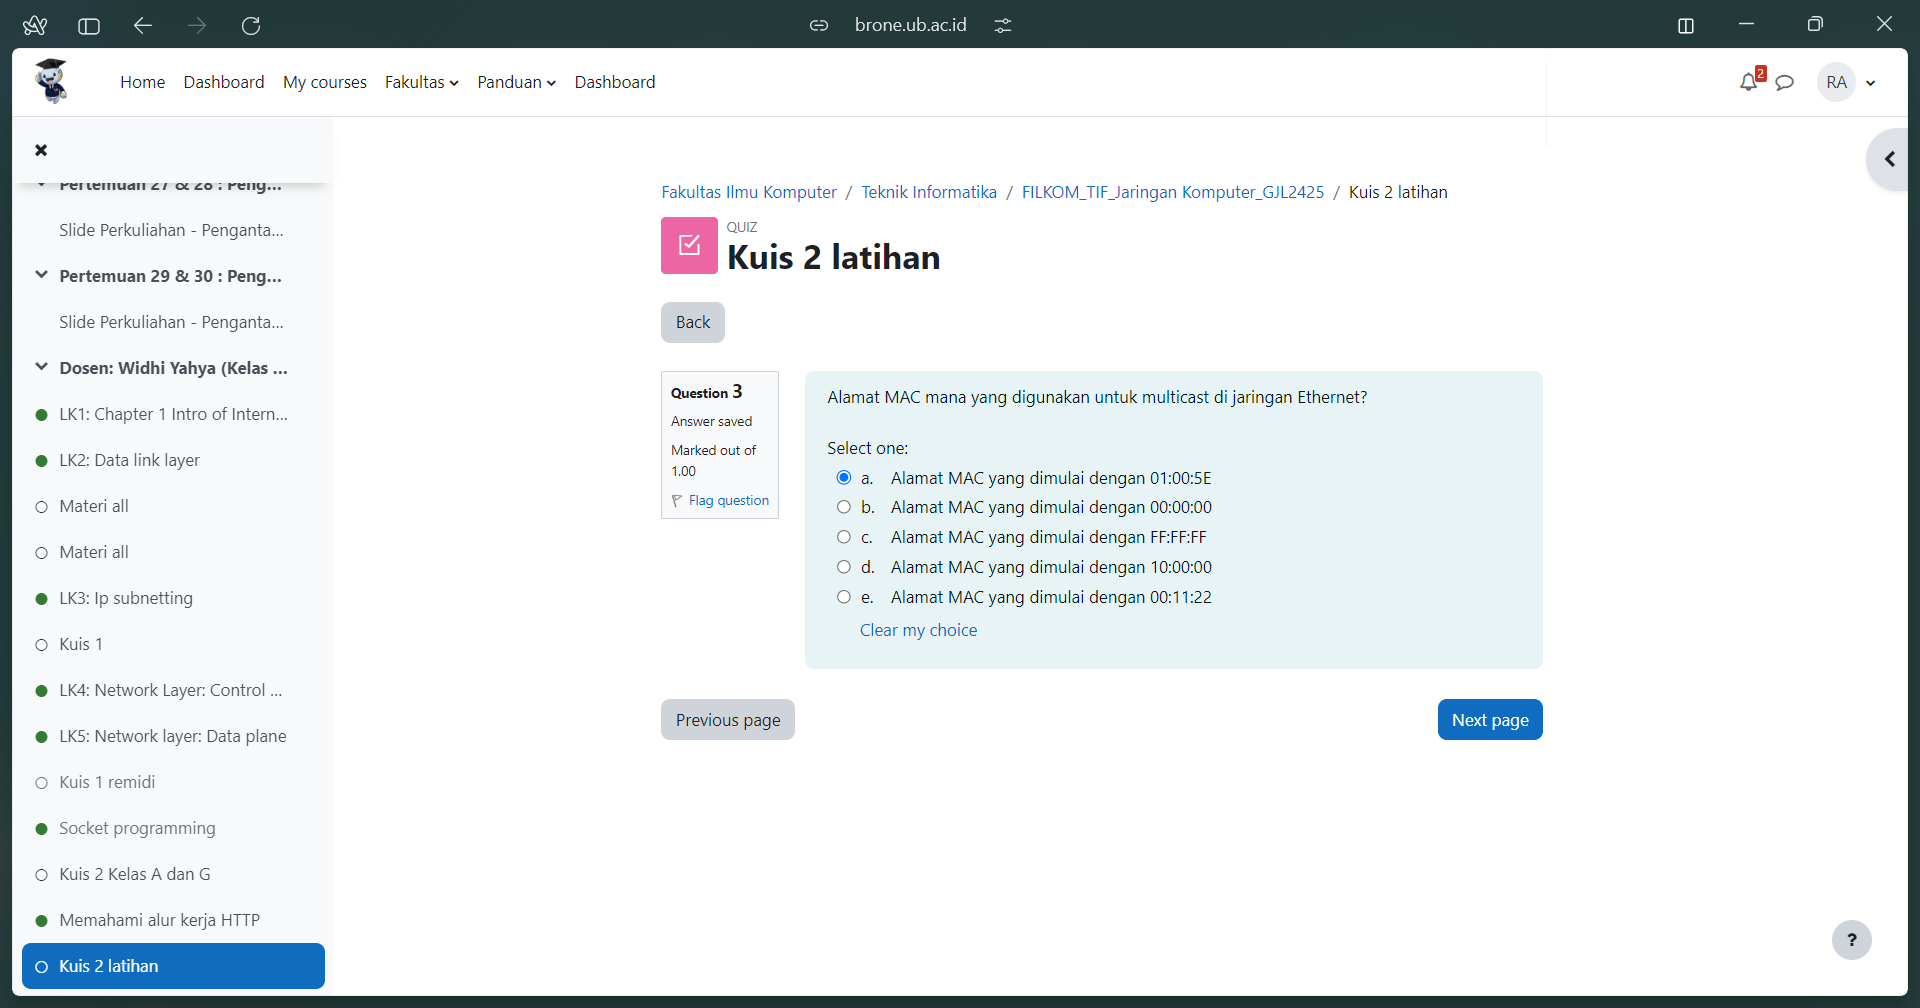 brone.ub.ac.id
Home Dashboard My courses Fakultas Panduan Dashboard
2
RA
Pertemuan 27 & 28 : Peng...
Slide Perkuliahan - Penganta...
Pertemuan 29 & 30 : Peng...
Slide Perkuliahan - Penganta...
Dosen: Widhi Yahya (Kelas ...
LK1: Chapter 1 Intro of Intern...
LK2: Data link layer
Materi all
Materi all
LK3: Ip subnetting
Kuis 1
LK4: Network Layer: Control ...
LK5: Network layer: Data plane
Kuis 1 remidi
Socket programming
Kuis 2 Kelas A dan G
Memahami alur kerja HTTP
Kuis 2 latihan
Fakultas Ilmu Komputer / Teknik Informatika / FILKOM_TIF_Jaringan Komputer_GJL2425 / Kuis 2 latihan
QUIZ
Kuis 2 latihan
Back
Question 3
Answer saved
Marked out of
1.00
Flag question
Alamat MAC mana yang digunakan untuk multicast di jaringan Ethernet?
Select one:
a. Alamat MAC yang dimulai dengan 01:00:5E
b. Alamat MAC yang dimulai dengan 00:00:00
c. Alamat MAC yang dimulai dengan FF:FF:FF
d. Alamat MAC yang dimulai dengan 10:00:00
e. Alamat MAC yang dimulai dengan 00:11:22
Clear my choice
Previous page
Next page
?